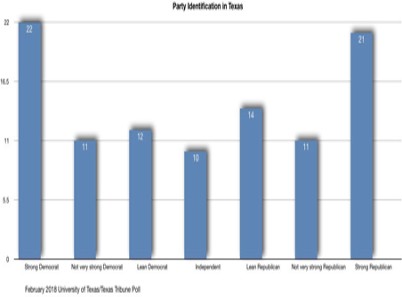 Party Identification in Texas
22
16.5
11
5.5
0
22
11
12
10
14
11
21
Strong Democrat
Not very strong Democrat
Lean Democrat
Independent
Lean Republican
Not very strong Republican
Strong Republican
February 2018 University of Texas/Texas Tribune Poll